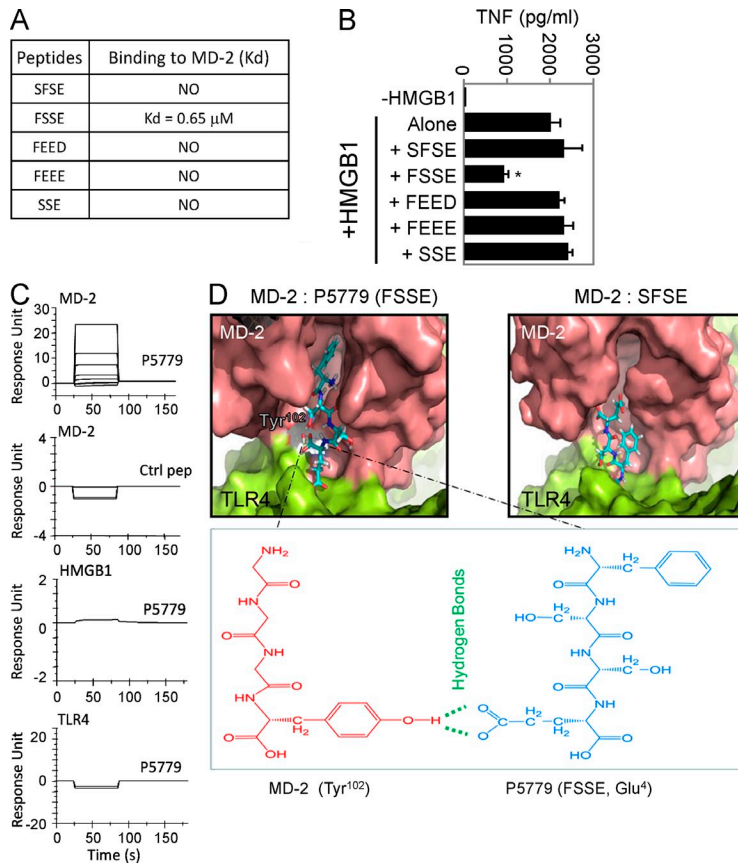 A
Peptides Binding to MD-2 (Kd)
SFSE NO
FSSE Kd = 0.65 µM
FEED NO
FEEE NO
SSE NO
B
TNF (pg/ml)
0 1000 2000 3000
-HMGB1
+HMGB1
Alone
+ SFSE
+ FSSE *
+ FEED
+ FEEE
+ SSE
C
MD-2
Response Unit
30
20
10
0
-10
P5779
0 50 100 150
MD-2
Response Unit
4
0
-4
Ctrl pep
0 50 100 150
HMGB1
Response Unit
2
0
-2
P5779
0 50 100 150
TLR4
Response Unit
20
0
-20
P5779
0 50 100 150
Time (s)
D
MD-2 : P5779 (FSSE)
MD-2
Tyr102
TLR4
MD-2 : SFSE
MD-2
TLR4
NH2
O
HN
O
NH
O
HN
O
OH
C
H2
O H
Hydrogen Bonds
H2N
H2
C
O
NH
HO
C
H2
O
HN
H2
C
OH
O
NH
O
O
C
H2
H2
C
O
HO
MD-2 (Tyr102)
P5779 (FSSE, Glu4)